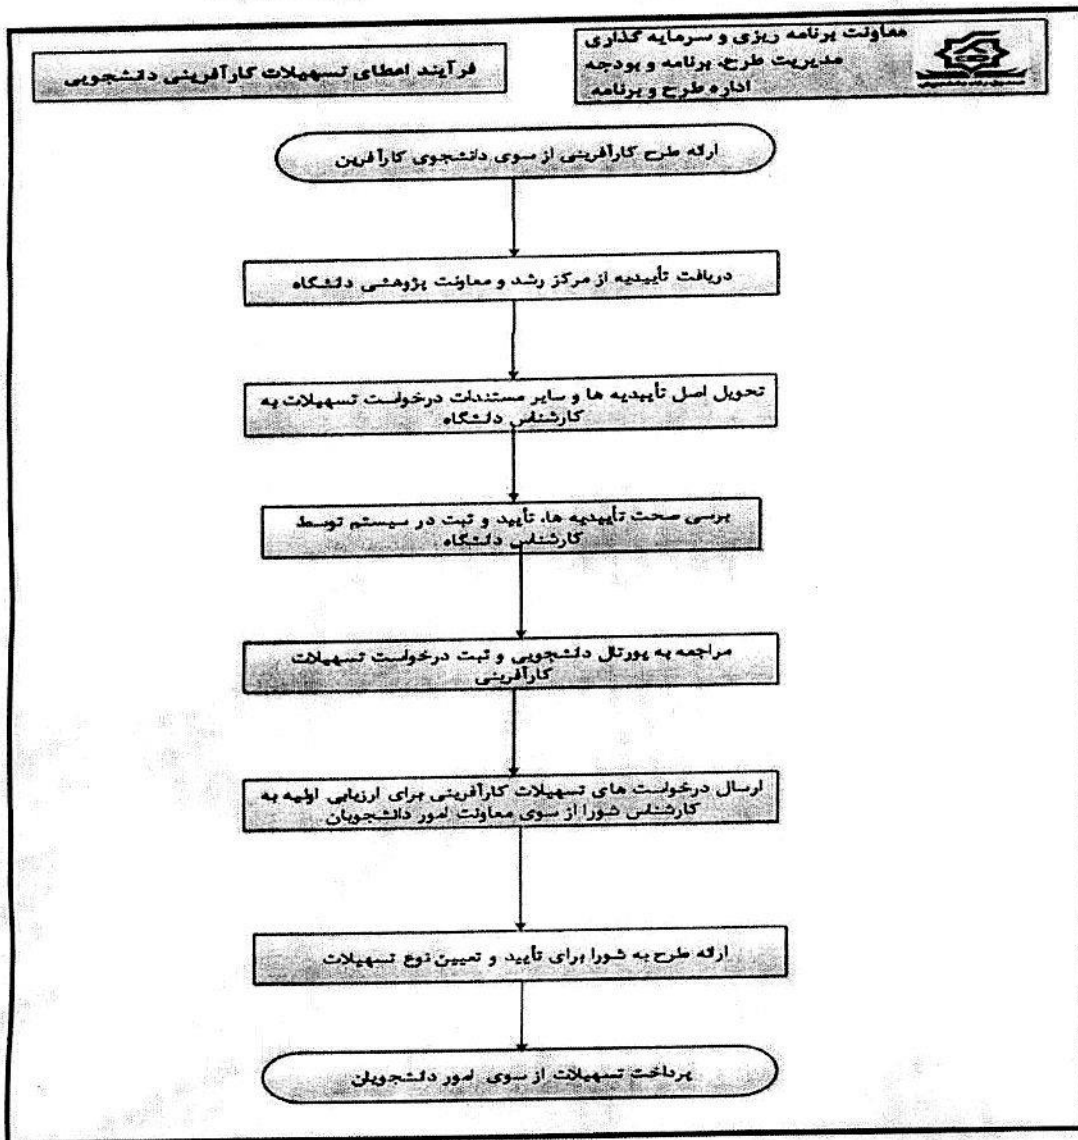 معاونت برنامه ریزی و سرمایه گذاری
مدیریت طرح، برنامه و بودجه
اداره طرح و برنامه
فرآیند اعطای تسهیلات کارآفرینی دانشجویی
ارائه طرح کارآفرینی از سوی دانشجوی کارآفرین
دریافت تأییدیه از مرکز رشد و معاونت پژوهشی دانشگاه
تحویل اصل تأییدیه ها و سایر مستندات درخواست تسهیلات به
کارشناس دانشگاه
بررسی صحت تأییدیه ها، تأیید و ثبت در سیستم توسط
کارشناس دانشگاه
مراجعه به پورتال دانشجویی و ثبت درخواست تسهیلات
کارآفرینی
ارسال درخواست های تسهیلات کارآفرینی برای ارزیابی اولیه به
کارشناس شورا از سوی معاونت امور دانشجویان
ارائه طرح به شورا برای تأیید و تعیین نوع تسهیلات
پرداخت تسهیلات از سوی امور دانشجویان